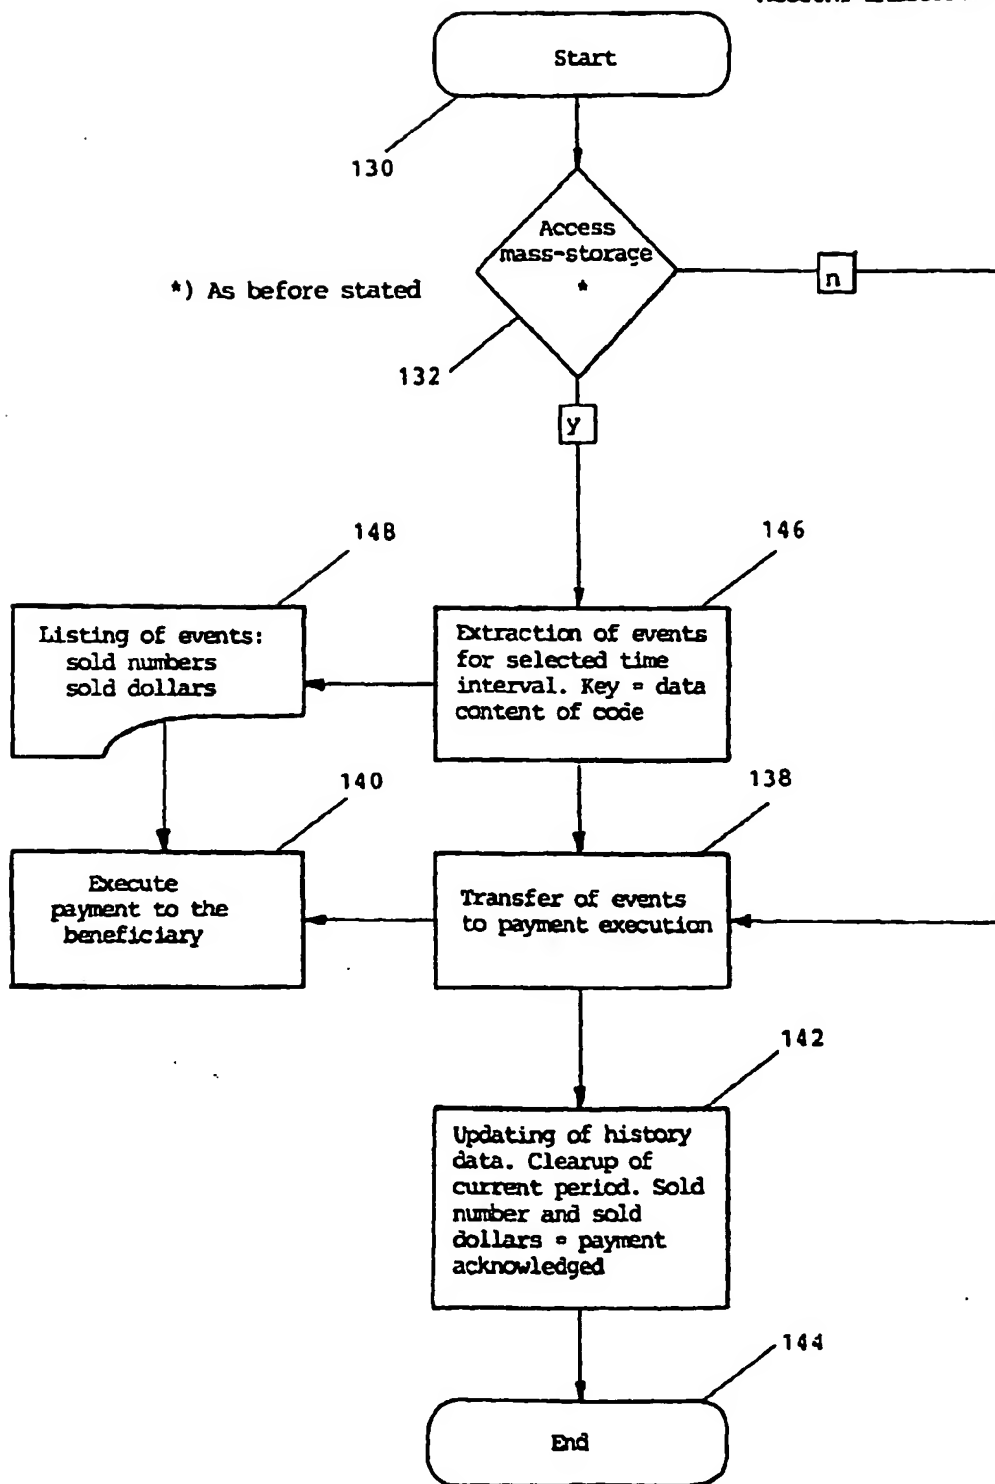 Start
130
Access
mass-storage
*
n
*) As before stated
132
y
148
146
Listing of events:
sold numbers
sold dollars
Extraction of events
for selected time
interval. Key = data
content of code
140
138
Execute
payment to the
beneficiary
Transfer of events
to payment execution
142
Updating of history
data. Clearup of
current period. Sold
number and sold
dollars = payment
acknowledged
144
End